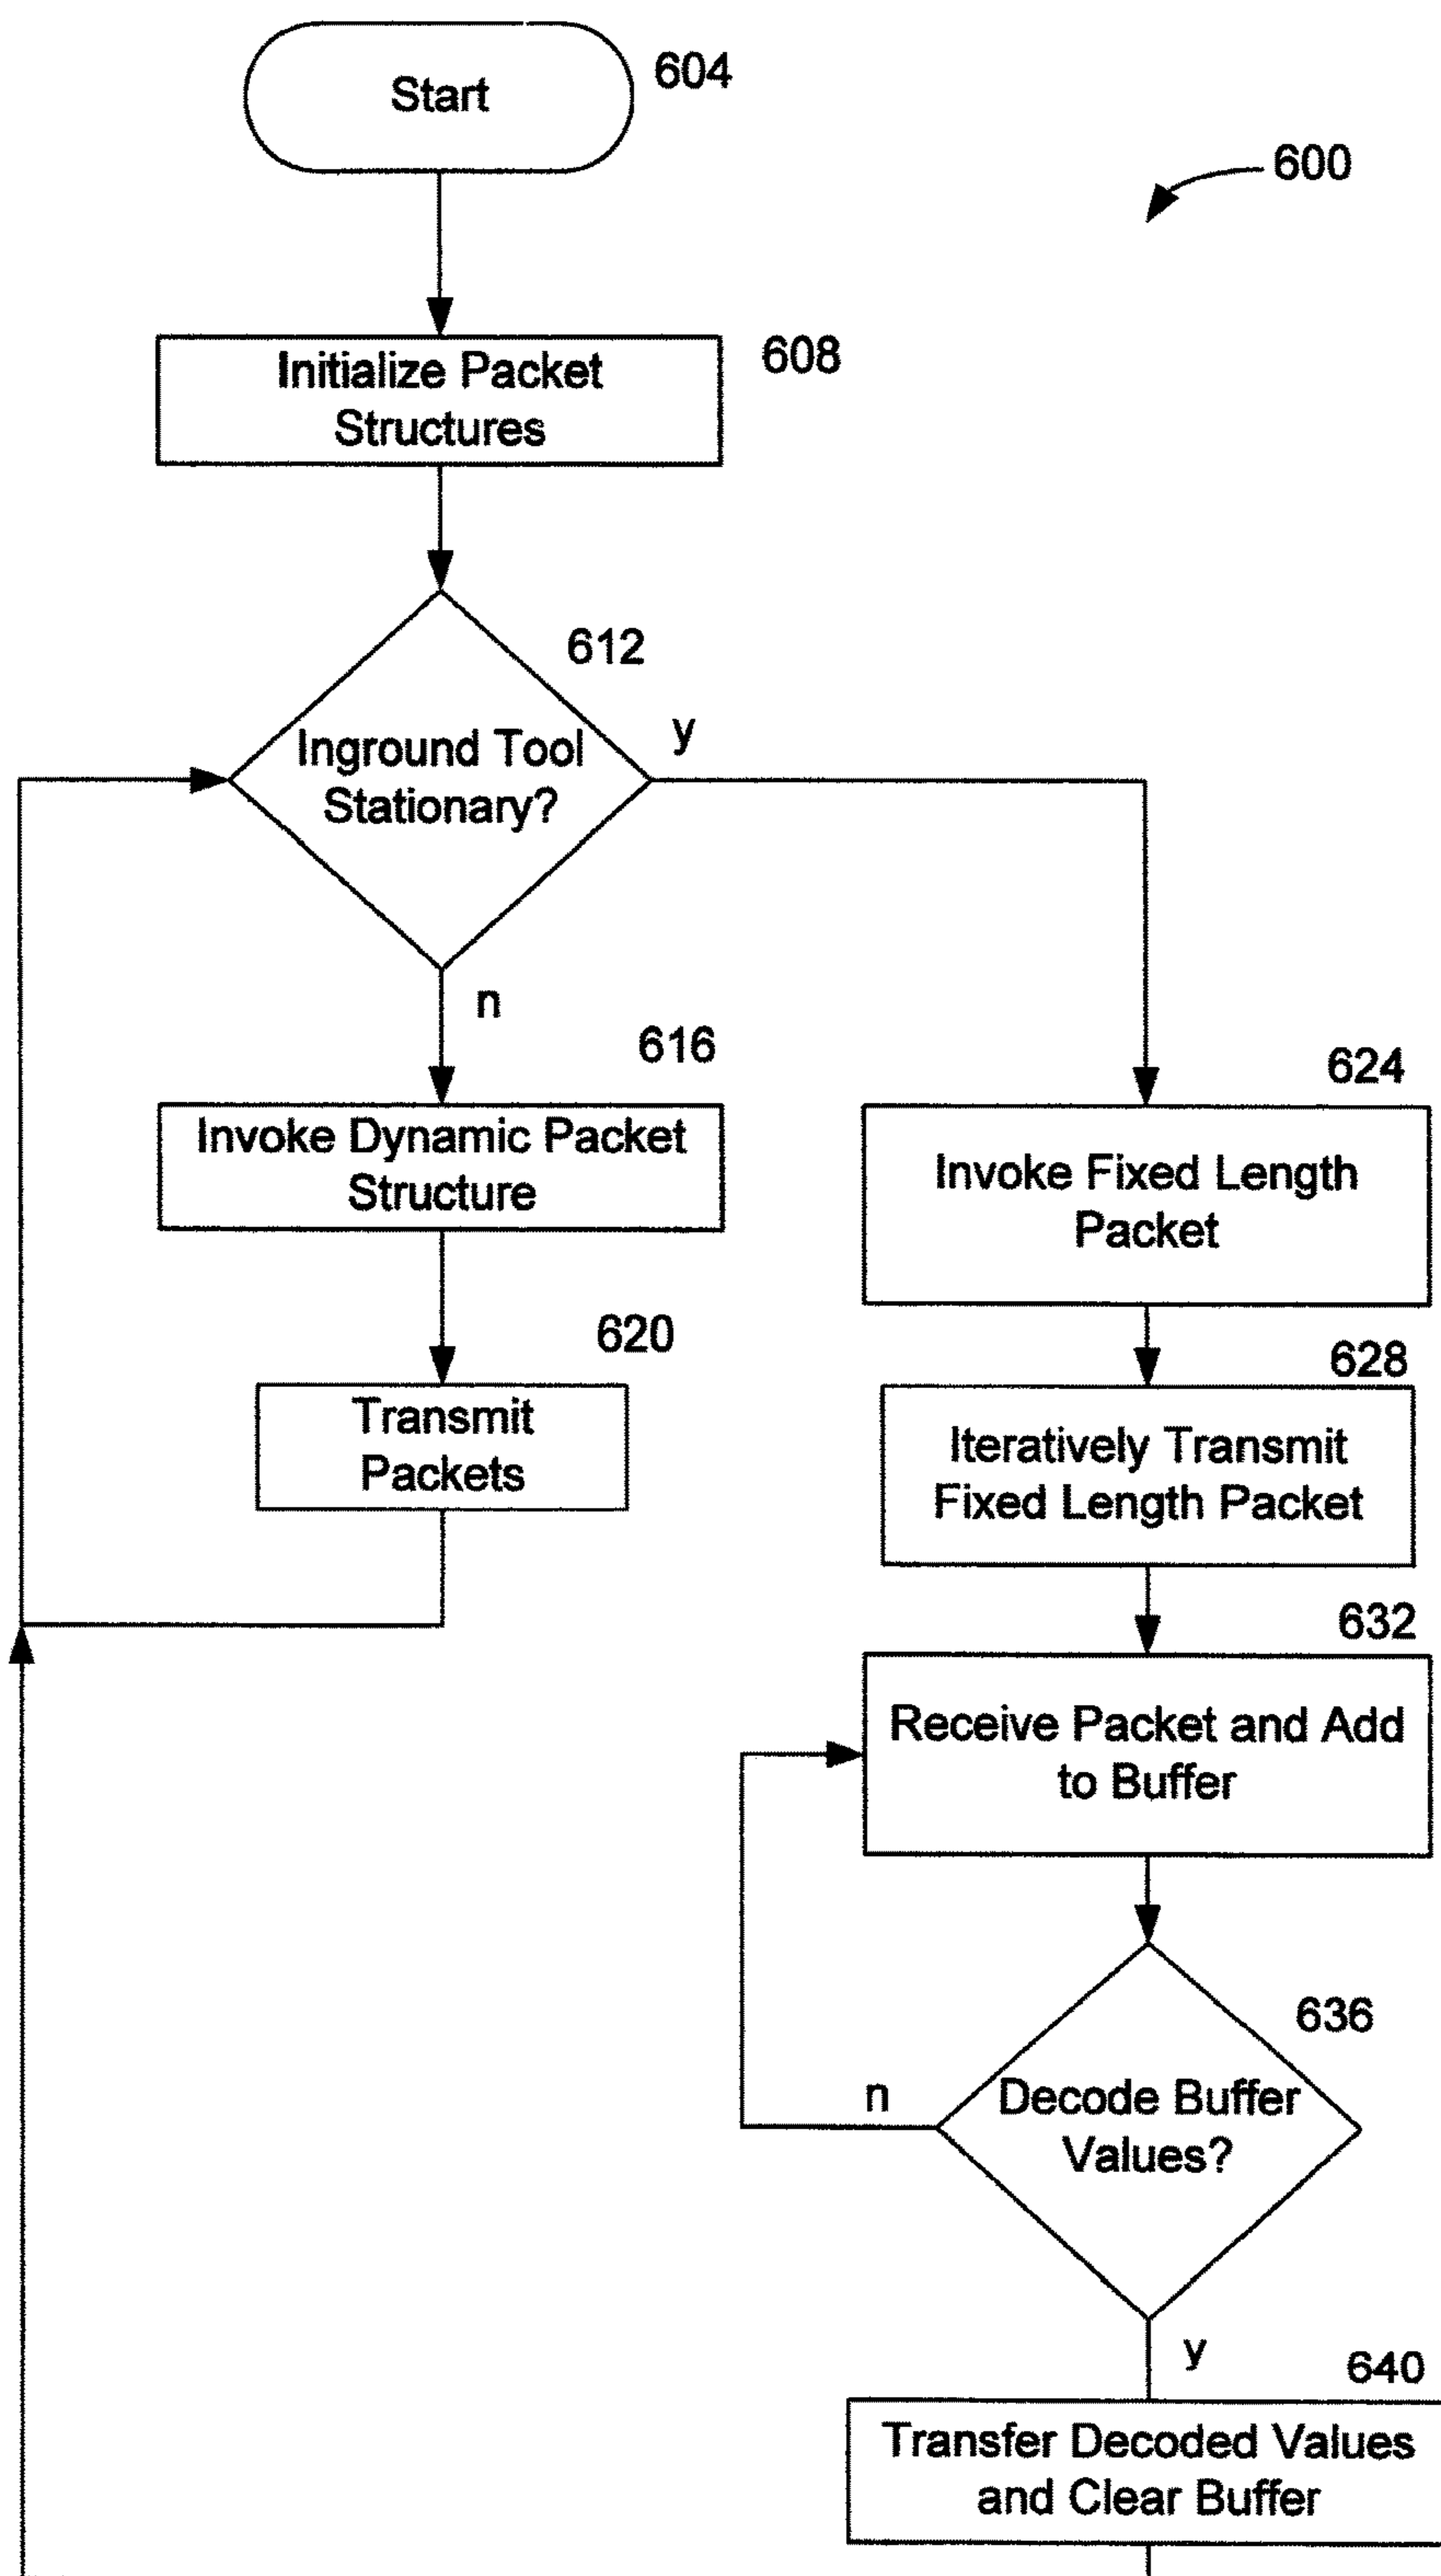 Start
604
600
Initialize Packet
Structures
608
612
Inground Tool
Stationary?
y
n
616
Invoke Dynamic Packet
Structure
624
Invoke Fixed Length
Packet
620
Transmit
Packets
628
Iteratively Transmit
Fixed Length Packet
632
Receive Packet and Add
to Buffer
636
Decode Buffer
Values?
n
y
640
Transfer Decoded Values
and Clear Buffer